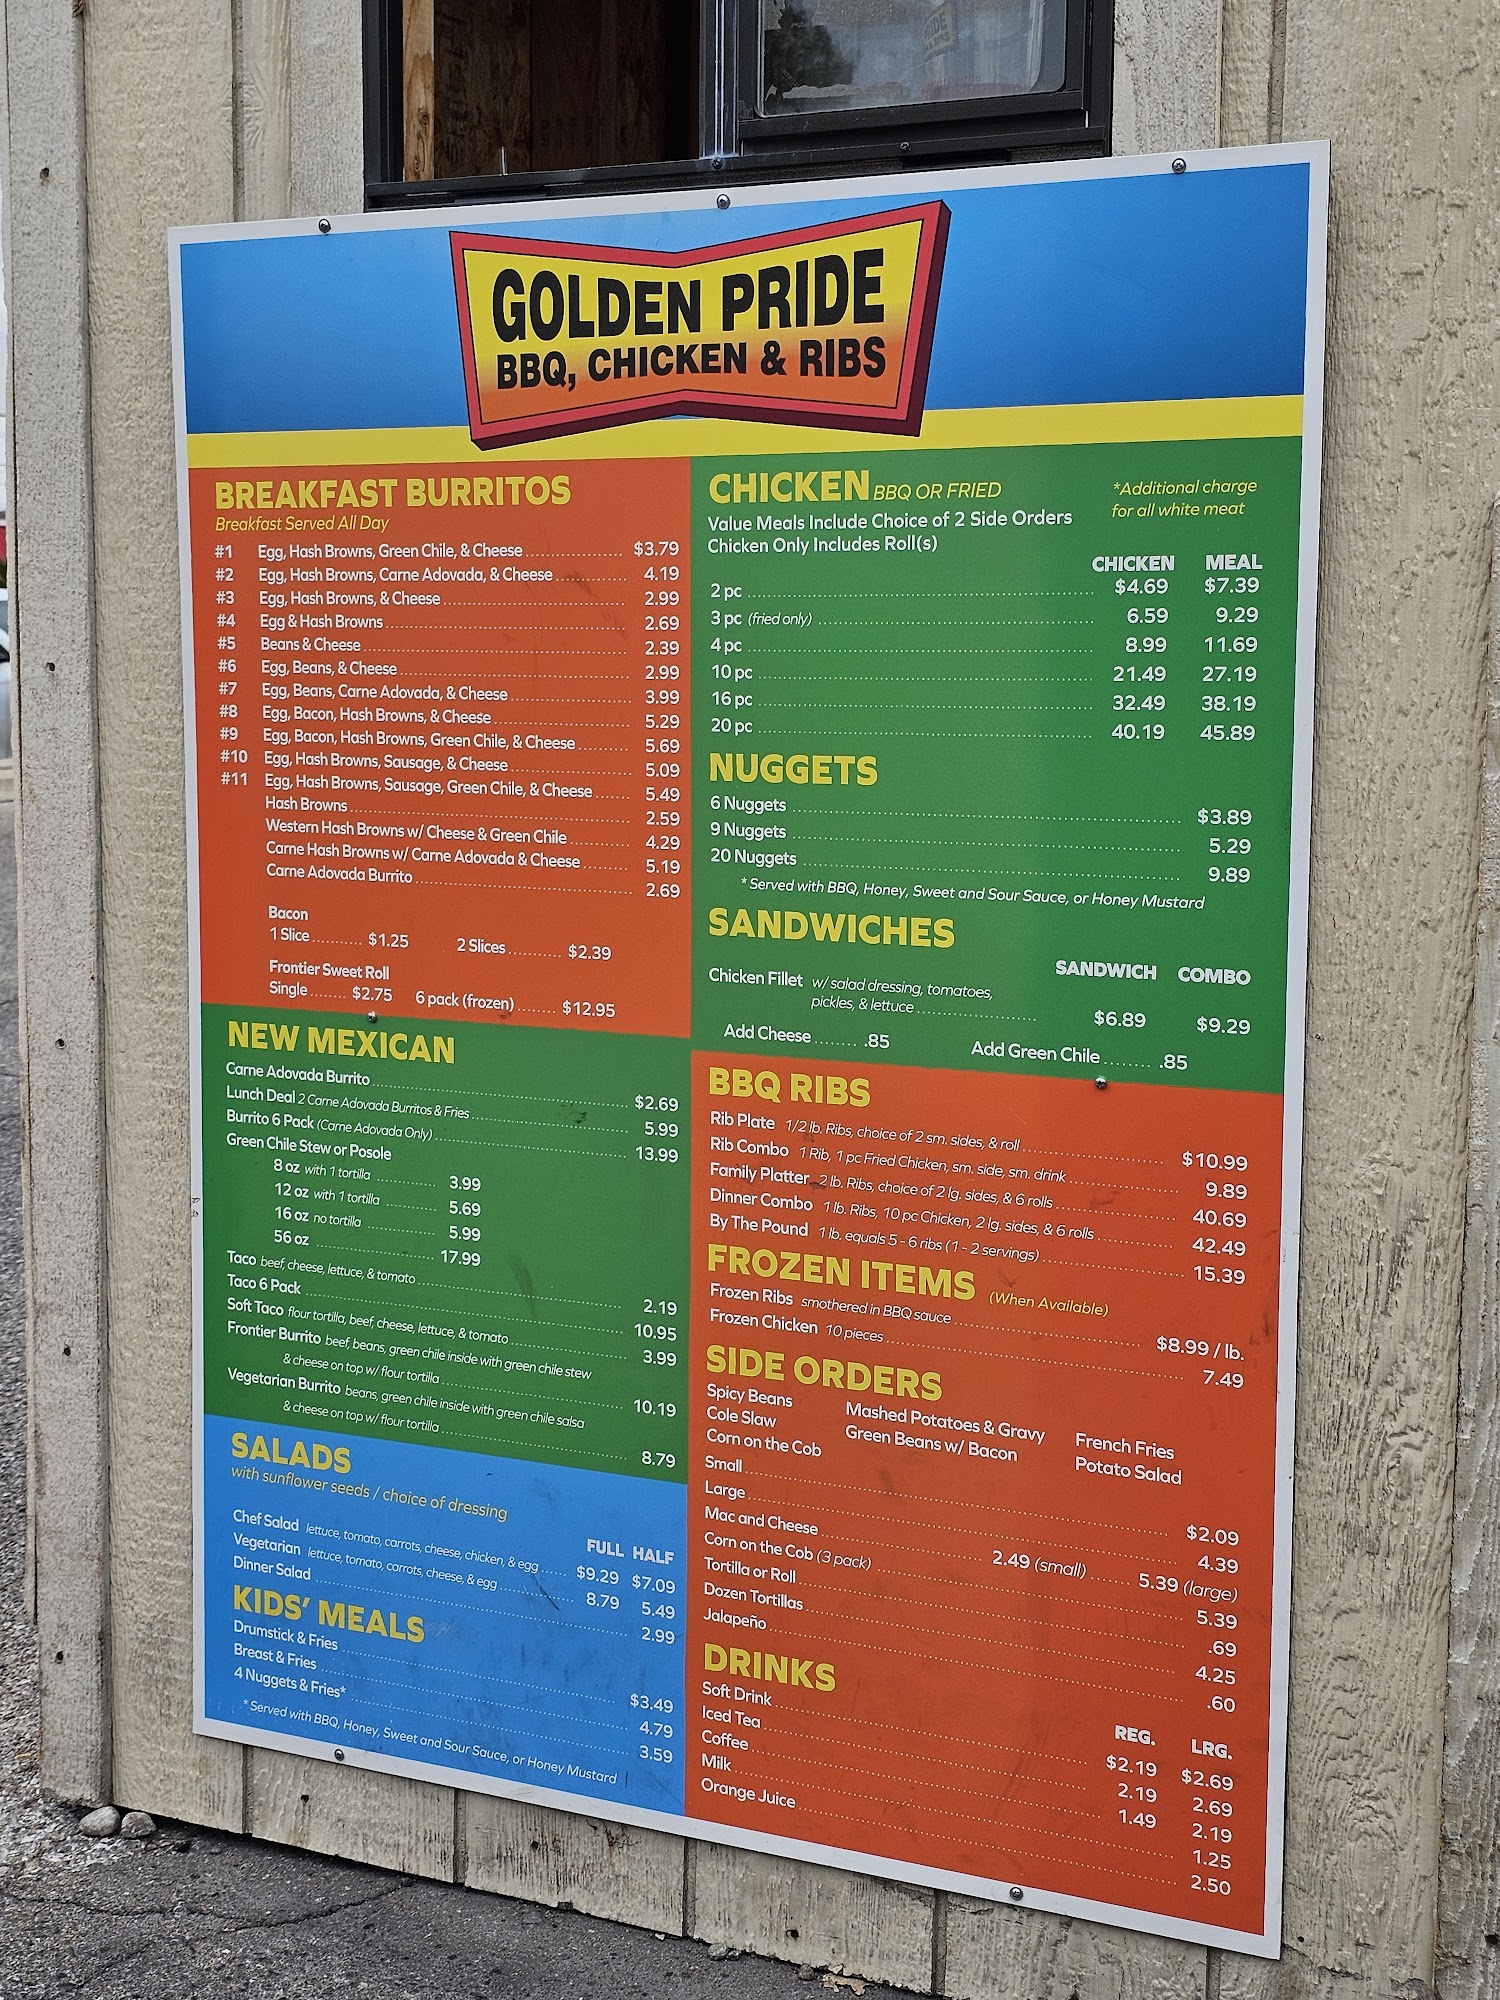 GOLDEN PRIDE
BBQ, CHICKEN & RIBS
BREAKFAST BURRITOS
Breakfast Served All Day
#1 Egg, Hash Browns, Green Chile, & Cheese $3.79
#2 Egg, Hash Browns, Carne Adovada, & Cheese 4.19
#3 Egg, Hash Browns, & Cheese 2.99
#4 Egg & Hash Browns 2.69
#5 Beans & Cheese 2.39
#6 Egg, Beans, & Cheese 2.99
#7 Egg, Beans, Carne Adovada, & Cheese 3.99
#8 Egg, Bacon, Hash Browns, & Cheese 5.29
#9 Egg, Bacon, Hash Browns, Green Chile, & Cheese 5.69
#10 Egg, Hash Browns, Sausage, & Cheese 5.09
#11 Egg, Hash Browns, Sausage, Green Chile, & Cheese 5.49
Hash Browns 2.59
Western Hash Browns w/ Cheese & Green Chile 4.29
Carne Hash Browns w/ Carne Adovada & Cheese 5.19
Carne Adovada Burrito 2.69
Bacon
1 Slice $1.25 2 Slices $2.39
Frontier Sweet Roll
Single $2.75 6 pack (frozen) $12.95
NEW MEXICAN
Carne Adovada Burrito $2.69
Lunch Deal 2 Carne Adovada Burritos & Fries 5.99
Burrito 6 Pack (Carne Adovada Only) 13.99
Green Chile Stew or Posole
8 oz with 1 tortilla 3.99
12 oz with 1 tortilla 5.69
16 oz no tortilla 5.99
56 oz 17.99
Taco beef, cheese, lettuce, & tomato 2.19
Taco 6 Pack 10.95
Soft Taco flour tortilla, beef, cheese, lettuce, & tomato 3.99
Frontier Burrito beef, beans, green chile inside with green chile stew
& cheese on top w/ flour tortilla 10.19
Vegetarian Burrito beans, green chile inside with green chile salsa
& cheese on top w/ flour tortilla 8.79
SALADS
with sunflower seeds / choice of dressing
FULL HALF
Chef Salad lettuce, tomato, carrots, cheese, chicken, & egg $9.29 $7.09
Vegetarian lettuce, tomato, carrots, cheese, & egg 8.79 5.49
Dinner Salad 2.99
KIDS' MEALS
Drumstick & Fries $3.49
Breast & Fries 4.79
4 Nuggets & Fries* 3.59
*Served with BBQ, Honey, Sweet and Sour Sauce, or Honey Mustard
CHICKEN BBQ OR FRIED
*Additional charge
for all white meat
Value Meals Include Choice of 2 Side Orders
Chicken Only Includes Roll(s)
CHICKEN MEAL
2 pc $4.69 $7.39
3 pc (fried only) 6.59 9.29
4 pc 8.99 11.69
10 pc 21.49 27.19
16 pc 32.49 38.19
20 pc 40.19 45.89
NUGGETS
6 Nuggets $3.89
9 Nuggets 5.29
20 Nuggets 9.89
*Served with BBQ, Honey, Sweet and Sour Sauce, or Honey Mustard
SANDWICHES
SANDWICH COMBO
Chicken Fillet w/ salad dressing, tomatoes,
pickles, & lettuce $6.89 $9.29
Add Cheese .85 Add Green Chile .85
BBQ RIBS
Rib Plate 1/2 lb. Ribs, choice of 2 sm. sides, & roll $10.99
Rib Combo 1 Rib, 1 pc Fried Chicken, sm. side, sm. drink 9.89
Family Platter 2 lb. Ribs, choice of 2 lg. sides, & 6 rolls 40.69
Dinner Combo 1 lb. Ribs, 10 pc Chicken, 2 lg. sides, & 6 rolls 42.49
By The Pound 1 lb. equals 5 - 6 ribs (1 - 2 servings) 15.39
FROZEN ITEMS (When Available)
Frozen Ribs smothered in BBQ sauce $8.99 / lb.
Frozen Chicken 10 pieces 7.49
SIDE ORDERS
Spicy Beans Mashed Potatoes & Gravy French Fries
Cole Slaw Green Beans w/ Bacon Potato Salad
Corn on the Cob
Small $2.09
Large 4.39
Mac and Cheese 2.49 (small) 5.39 (large)
Corn on the Cob (3 pack) 5.39
Tortilla or Roll .69
Dozen Tortillas 4.25
Jalapeño .60
DRINKS
REG. LRG.
Soft Drink $2.19 $2.69
Iced Tea 2.19 2.69
Coffee 1.49 2.19
Milk 1.25
Orange Juice 2.50